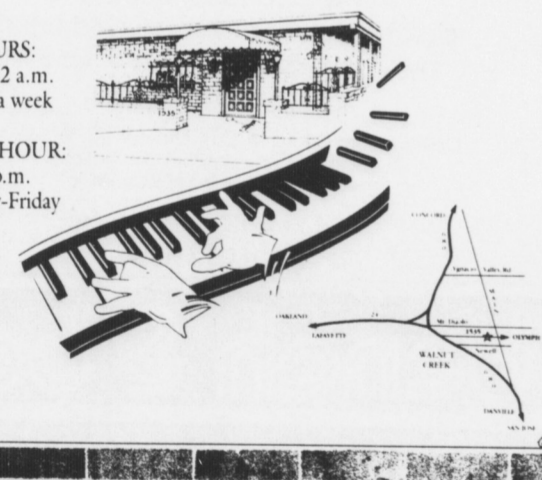 URS:
2 a.m.
a week
HOUR:
p.m.
-Friday
1535
CONCORD
Ygnacio Valley Rd
OAKLAND
24
Mt. Diablo
LAFAYETTE
1535
OLYMPIC
Newell
WALNUT
CREEK
DANVILLE
SAN JOSE